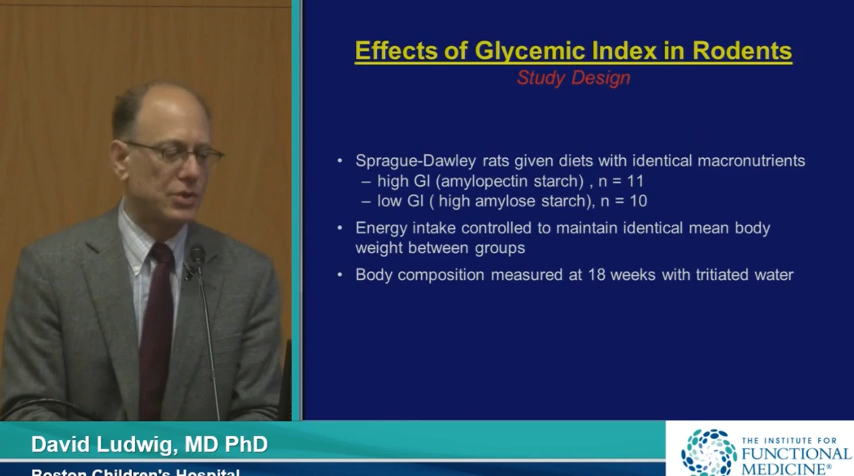 Effects of Glycemic Index in Rodents
Study Design
• Sprague-Dawley rats given diets with identical macronutrients
– high GI (amylopectin starch) , n = 11
– low GI ( high amylose starch), n = 10
• Energy intake controlled to maintain identical mean body
weight between groups
• Body composition measured at 18 weeks with tritiated water
David Ludwig, MD PhD
Boston Children's Hospital
THE INSTITUTE FOR
FUNCTIONAL
MEDICINE®